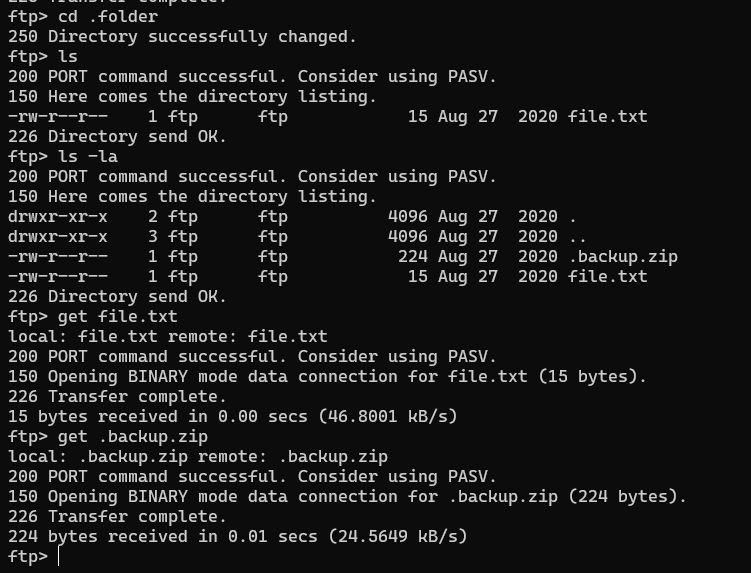 ftp> cd .folder
250 Directory successfully changed.
ftp> ls
200 PORT command successful. Consider using PASV.
150 Here comes the directory listing.
-rw-r--r--    1 ftp      ftp            15 Aug 27  2020 file.txt
226 Directory send OK.
ftp> ls -la
200 PORT command successful. Consider using PASV.
150 Here comes the directory listing.
drwxr-xr-x    2 ftp      ftp          4096 Aug 27  2020 .
drwxr-xr-x    3 ftp      ftp          4096 Aug 27  2020 ..
-rw-r--r--    1 ftp      ftp           224 Aug 27  2020 .backup.zip
-rw-r--r--    1 ftp      ftp            15 Aug 27  2020 file.txt
226 Directory send OK.
ftp> get file.txt
local: file.txt remote: file.txt
200 PORT command successful. Consider using PASV.
150 Opening BINARY mode data connection for file.txt (15 bytes).
226 Transfer complete.
15 bytes received in 0.00 secs (46.8001 kB/s)
ftp> get .backup.zip
local: .backup.zip remote: .backup.zip
200 PORT command successful. Consider using PASV.
150 Opening BINARY mode data connection for .backup.zip (224 bytes).
226 Transfer complete.
224 bytes received in 0.01 secs (24.5649 kB/s)
ftp>